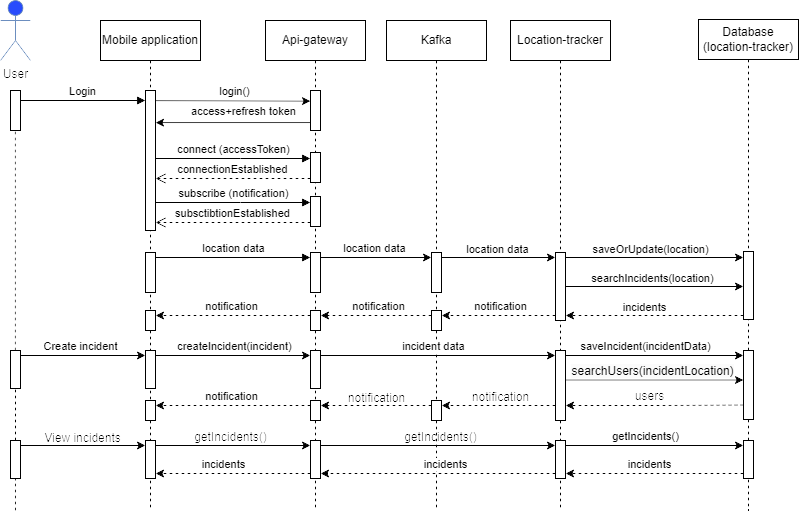 User
Mobile application
Api-gateway
Kafka
Location-tracker
Database
(location-tracker)
Login
login()
access+refresh token
connect (accessToken)
connectionEstablished
subscribe (notification)
subsctibtionEstablished
location data
location data
location data
saveOrUpdate(location)
searchIncidents(location)
notification
notification
notification
incidents
Create incident
createIncident(incident)
incident data
saveIncident(incidentData)
searchUsers(incidentLocation)
notification
notification
notification
users
View incidents
getIncidents()
getIncidents()
getIncidents()
incidents
incidents
incidents